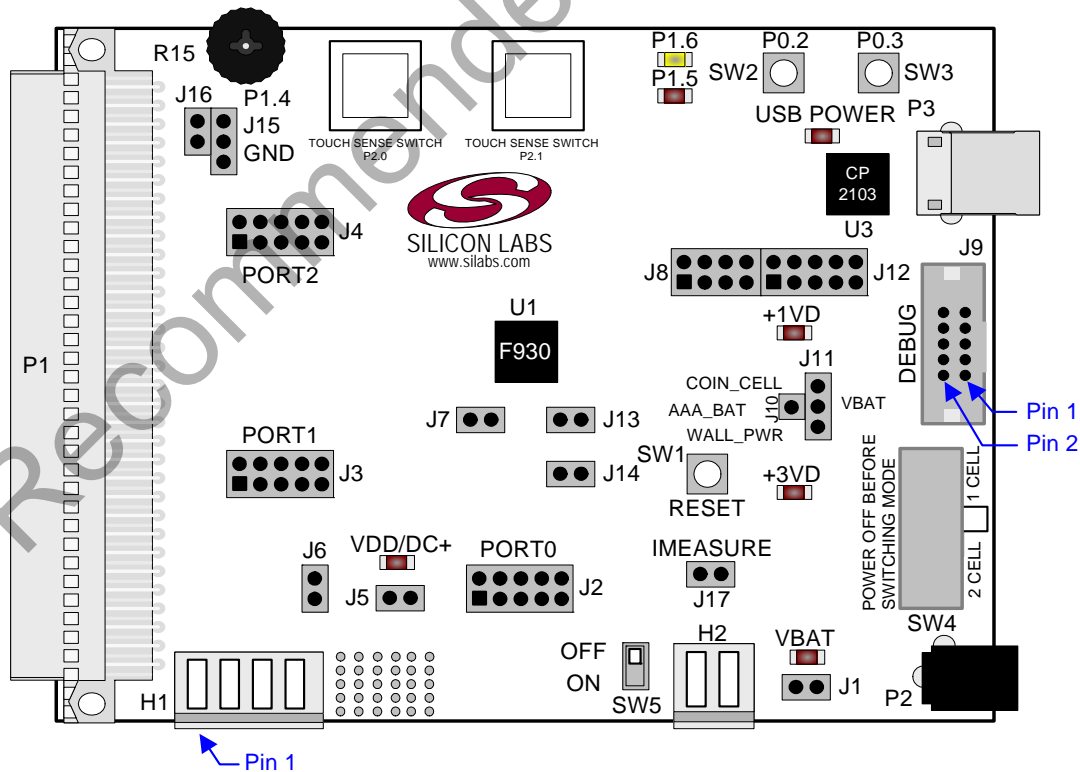 R15
P1.6
P0.2
P0.3
SW2
SW3
P1.5
USB POWER
P3
J16
P1.4
J15
GND
TOUCH SENSE SWITCH
P2.0
TOUCH SENSE SWITCH
P2.1
CP
2103
U3
J4
PORT2
SILICON LABS
www.silabs.com
J8
J12
J9
+1VD
DEBUG
U1
F930
P1
J11
COIN_CELL
AAA_BAT
J10
VBAT
WALL_PWR
Pin 1
Pin 2
J7
J13
PORT1
J3
J14
SW1
RESET
+3VD
POWER OFF BEFORE
SWITCHING MODE
2 CELL
1 CELL
SW4
J6
VDD/DC+
J5
PORT0
J2
IMEASURE
J17
H2
VBAT
J1
P2
OFF
ON
SW5
H1
Pin 1
Recommende